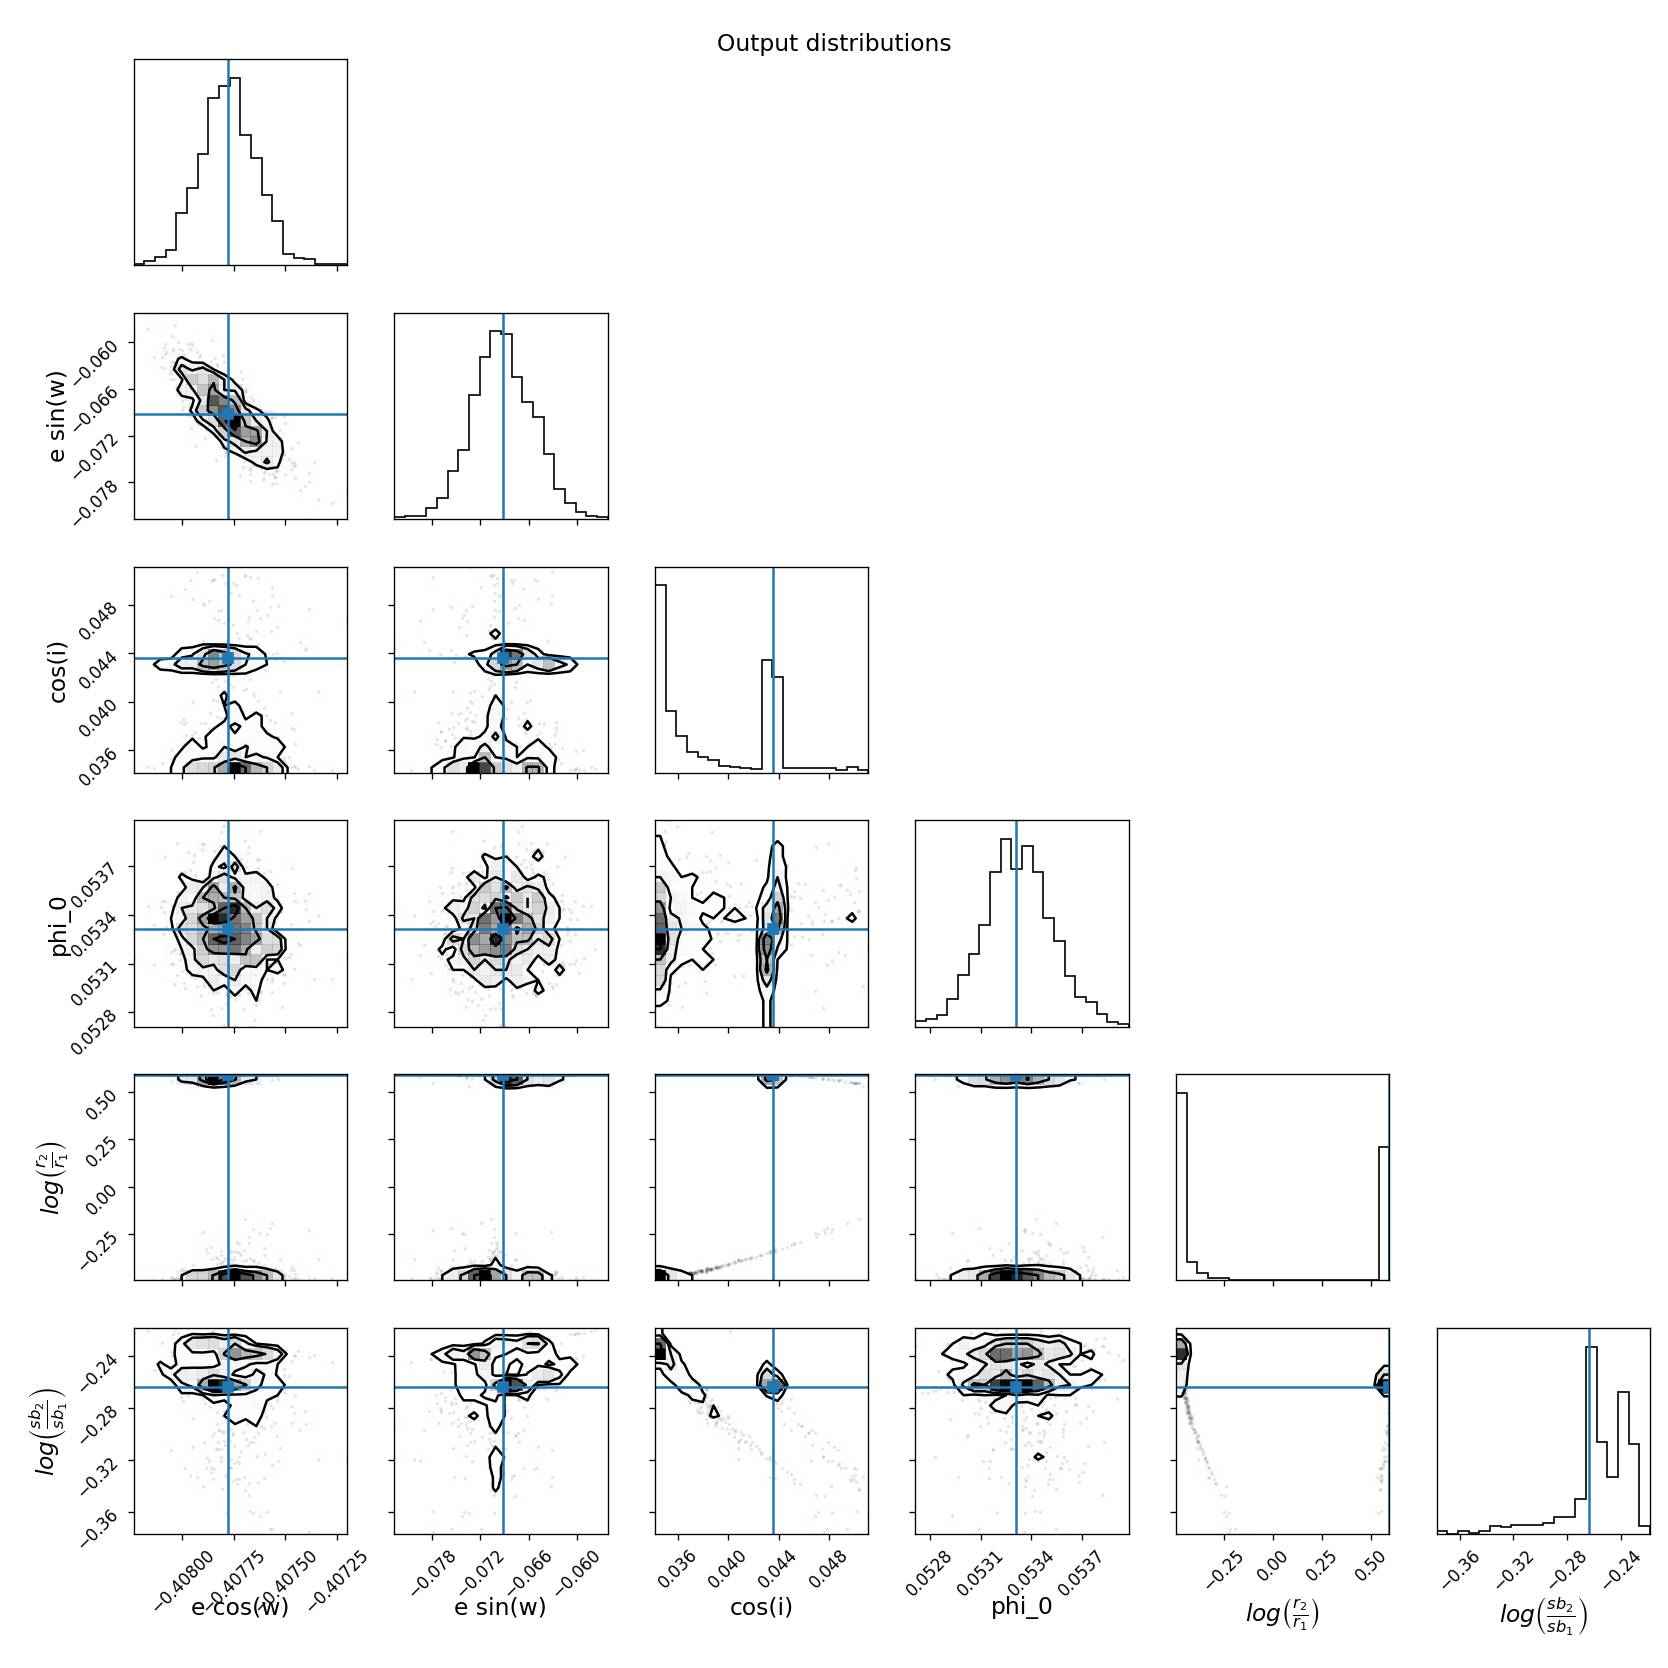 Output distributions
e sin(w)
−0.060
−0.066
−0.072
−0.078
cos(i)
0.048
0.044
0.040
0.036
phi_0
0.0537
0.0534
0.0531
0.0528
log(r₂/r₁)
0.50
0.25
0.00
−0.25
log(sb₂/sb₁)
−0.24
−0.28
−0.32
−0.36
−0.40800 −0.40775 −0.40750 −0.40725
e cos(w)
−0.078 −0.072 −0.066 −0.060
e sin(w)
0.036 0.040 0.044 0.048
cos(i)
0.0528 0.0531 0.0534 0.0537
phi_0
−0.25 0.00 0.25 0.50
log(r₂/r₁)
−0.36 −0.32 −0.28 −0.24
log(sb₂/sb₁)